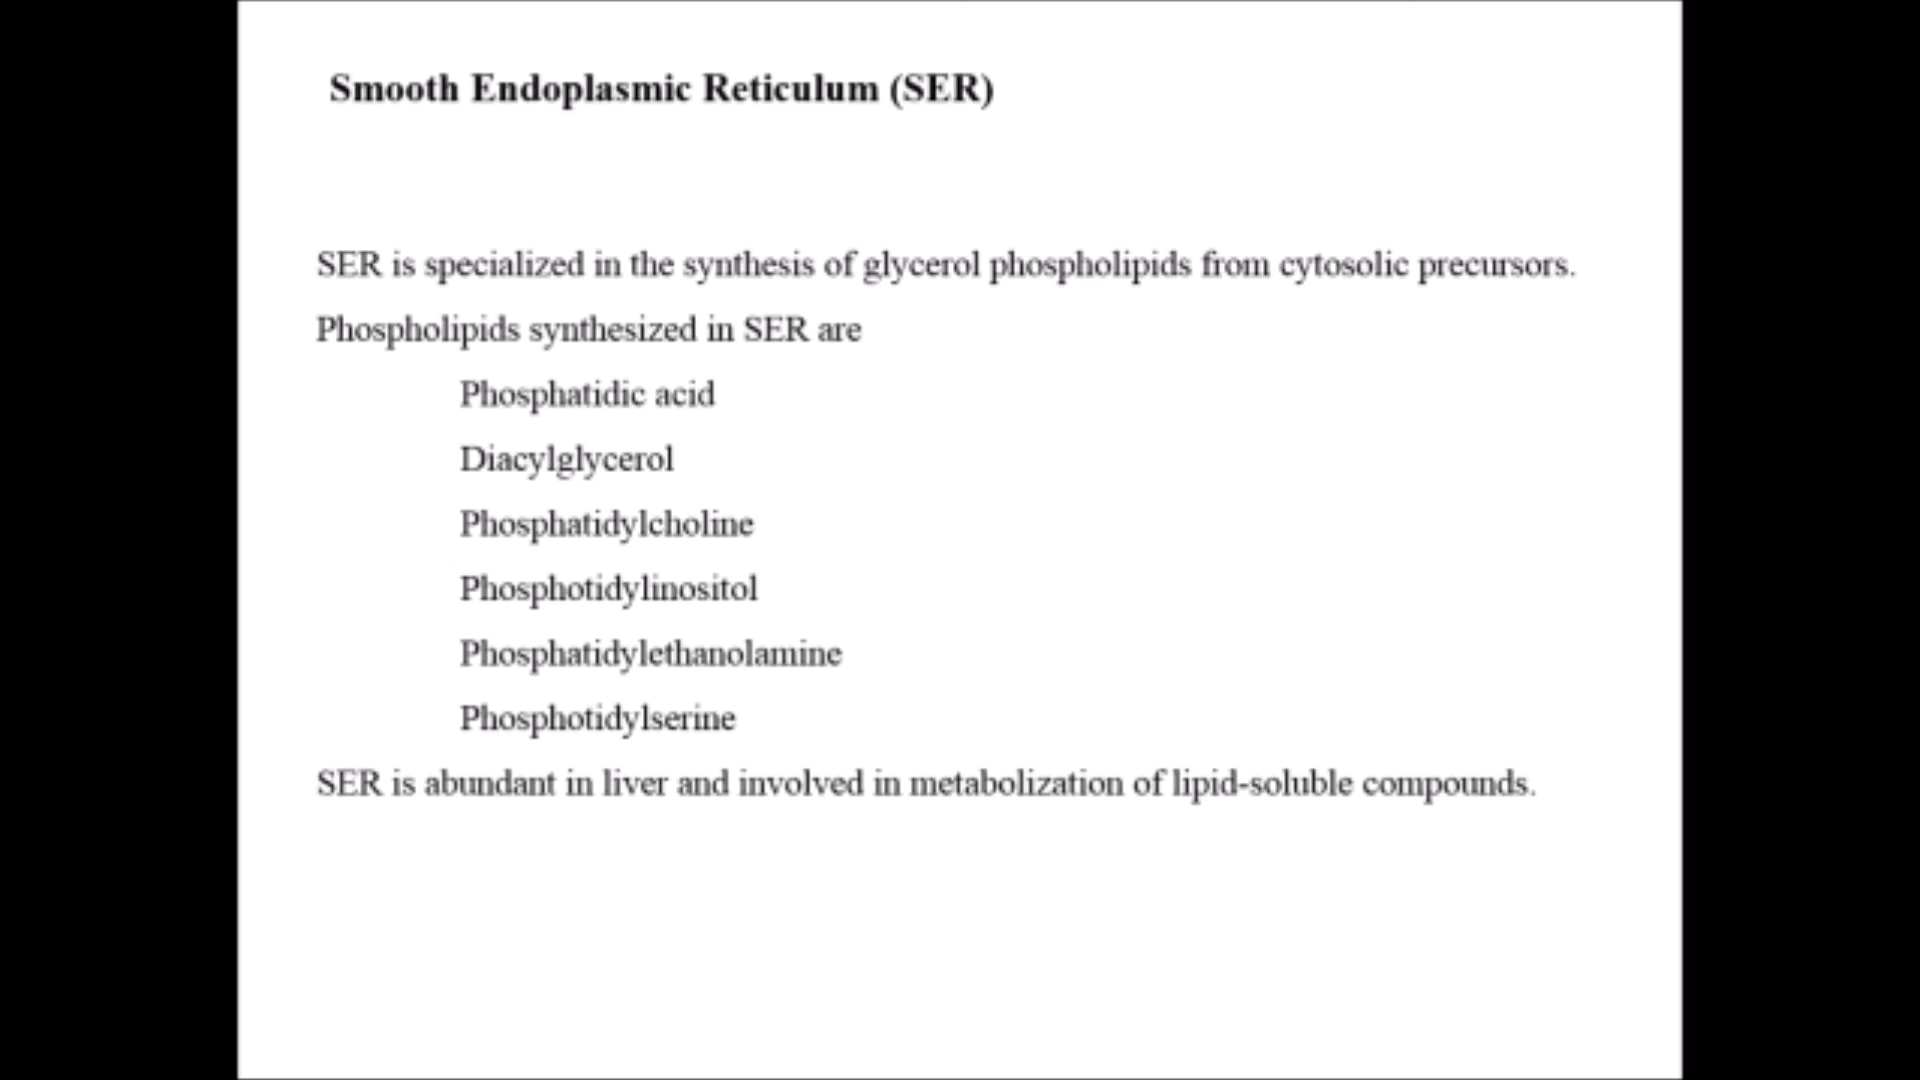 Smooth Endoplasmic Reticulum (SER)
SER is specialized in the synthesis of glycerol phospholipids from cytosolic precursors.
Phospholipids synthesized in SER are
Phosphatidic acid
Diacylglycerol
Phosphatidylcholine
Phosphotidylinositol
Phosphatidylethanolamine
Phosphotidylserine
SER is abundant in liver and involved in metabolization of lipid-soluble compounds.